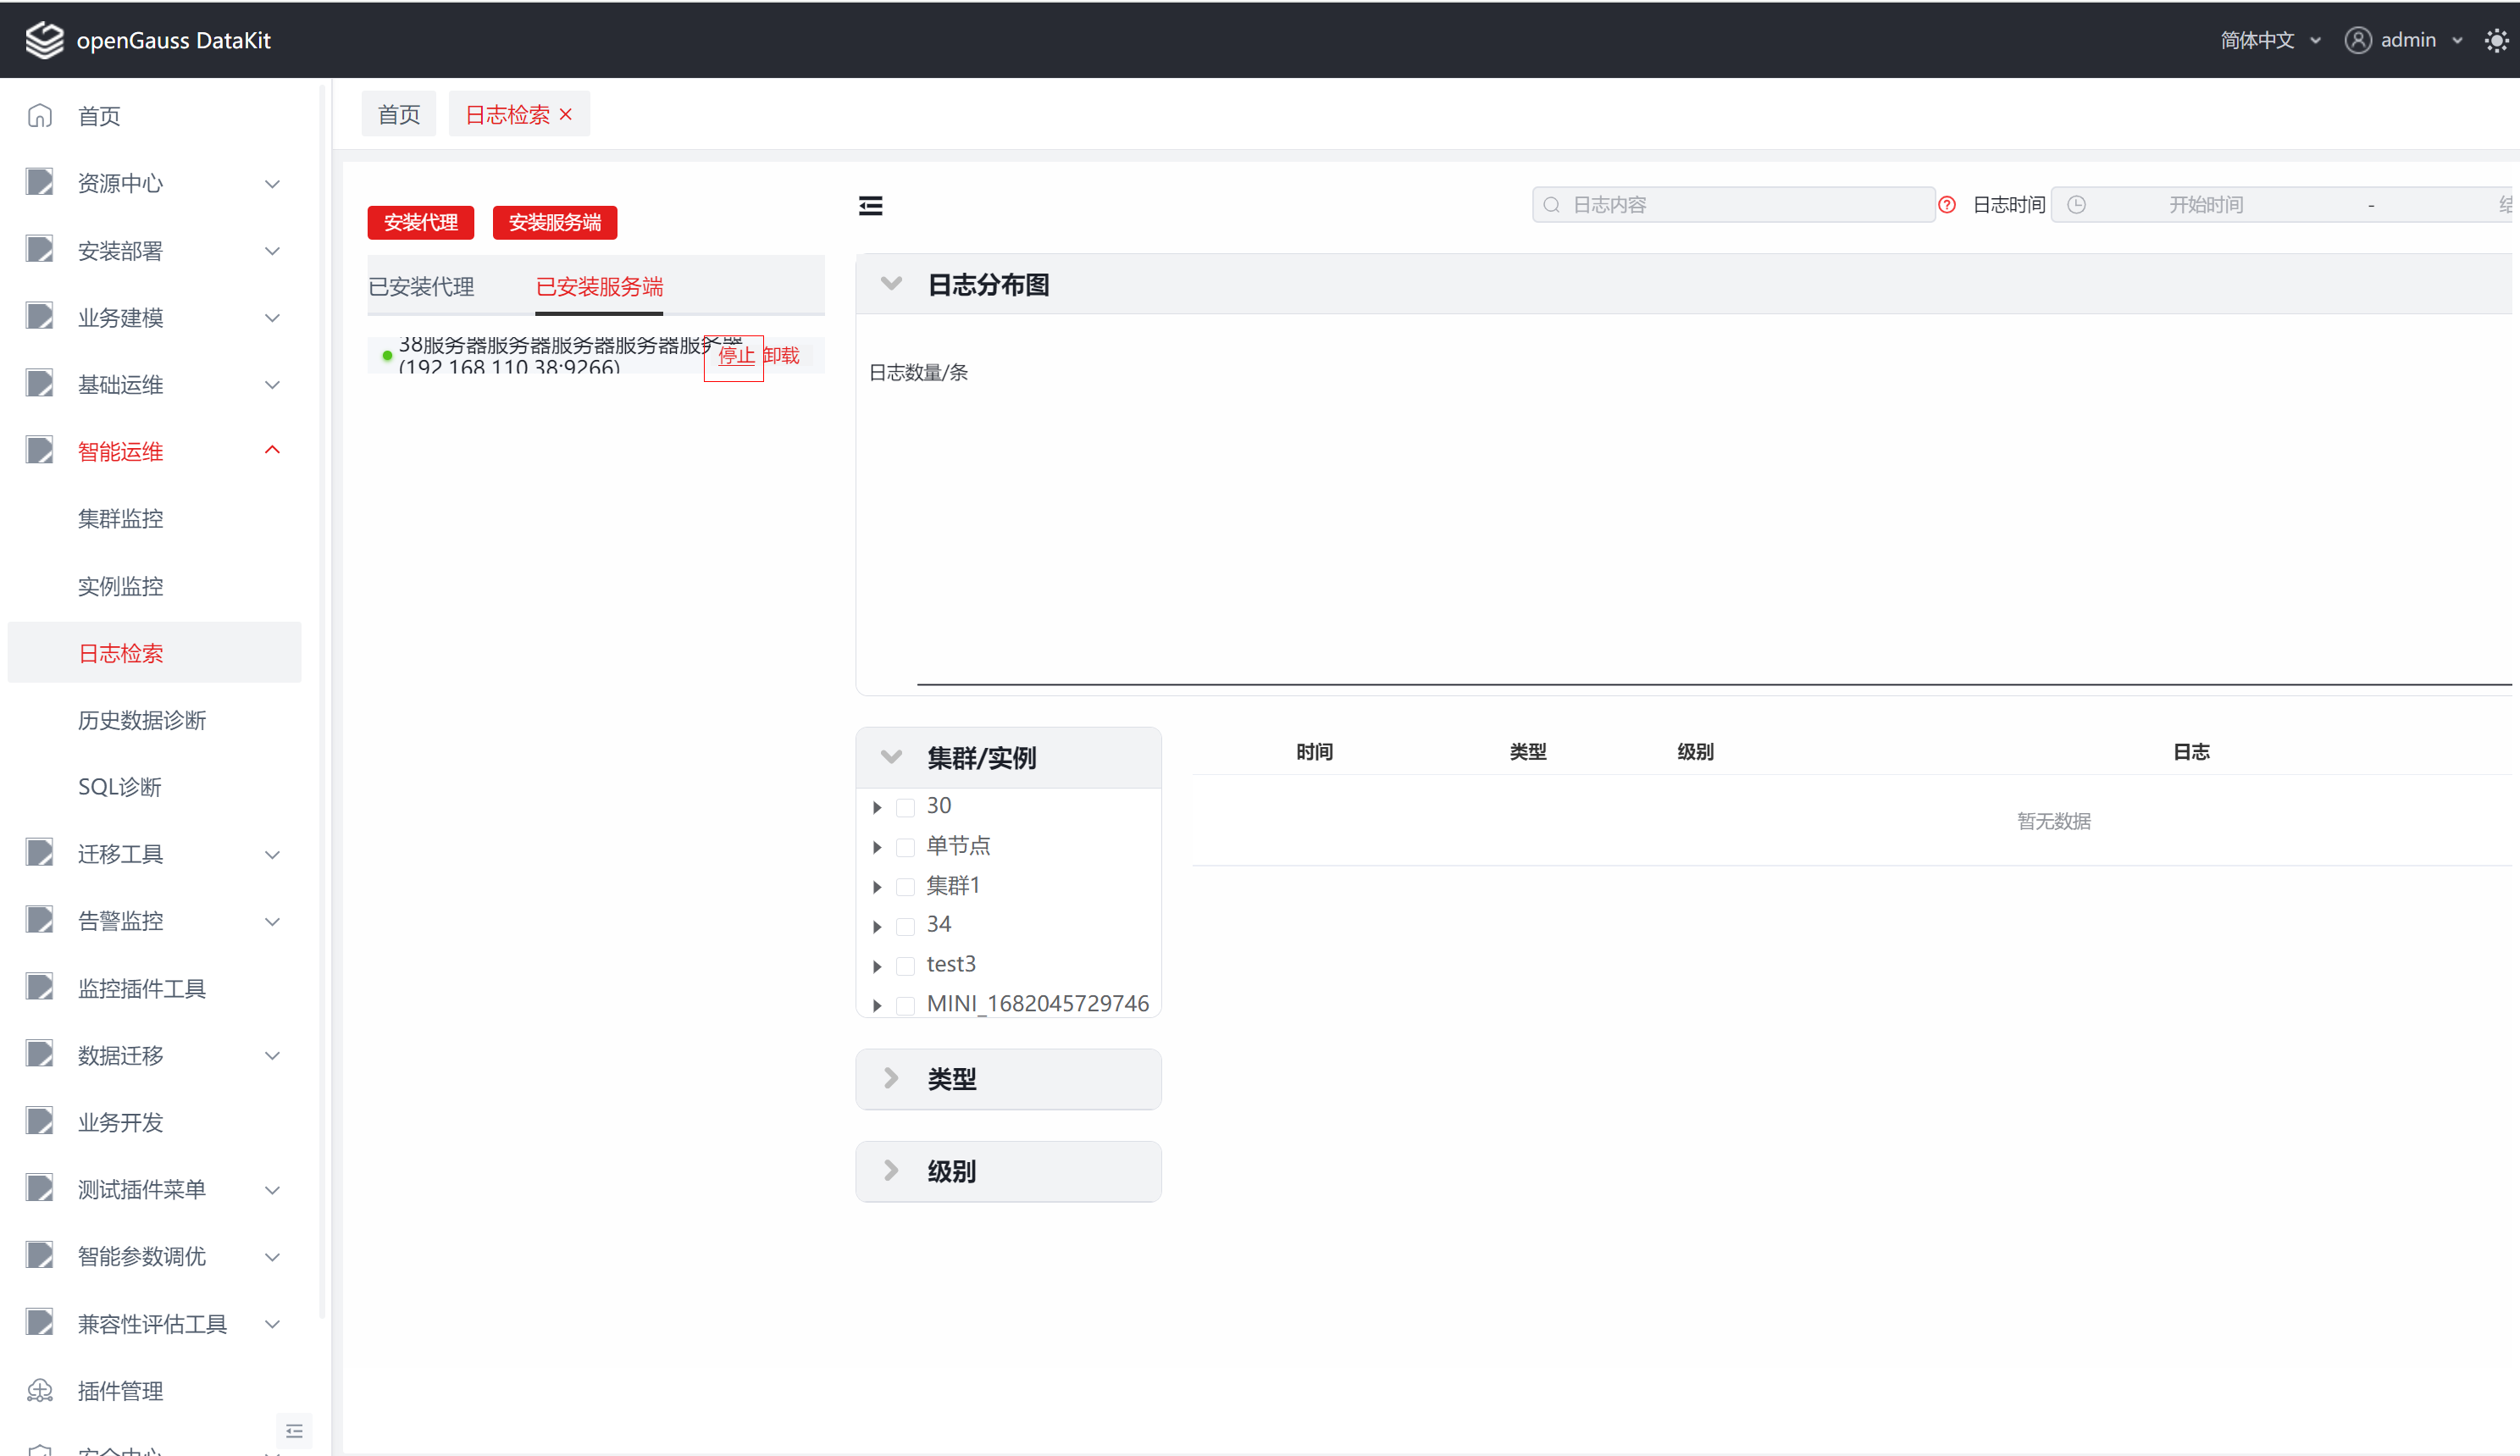 openGauss DataKit
简体中文
admin
首页
资源中心
安装部署
业务建模
基础运维
智能运维
集群监控
实例监控
日志检索
历史数据诊断
SQL诊断
迁移工具
告警监控
监控插件工具
数据迁移
业务开发
测试插件菜单
智能参数调优
兼容性评估工具
插件管理
首页
日志检索
安装代理
安装服务端
已安装代理
已安装服务端
38服务器服务器服务器服务器服务器
(192.168.110.38:9266)
停止
卸载
日志内容
日志时间
开始时间
-
日志分布图
日志数量/条
集群/实例
30
单节点
集群1
34
test3
MINI_1682045729746
类型
级别
时间
类型
级别
日志
暂无数据